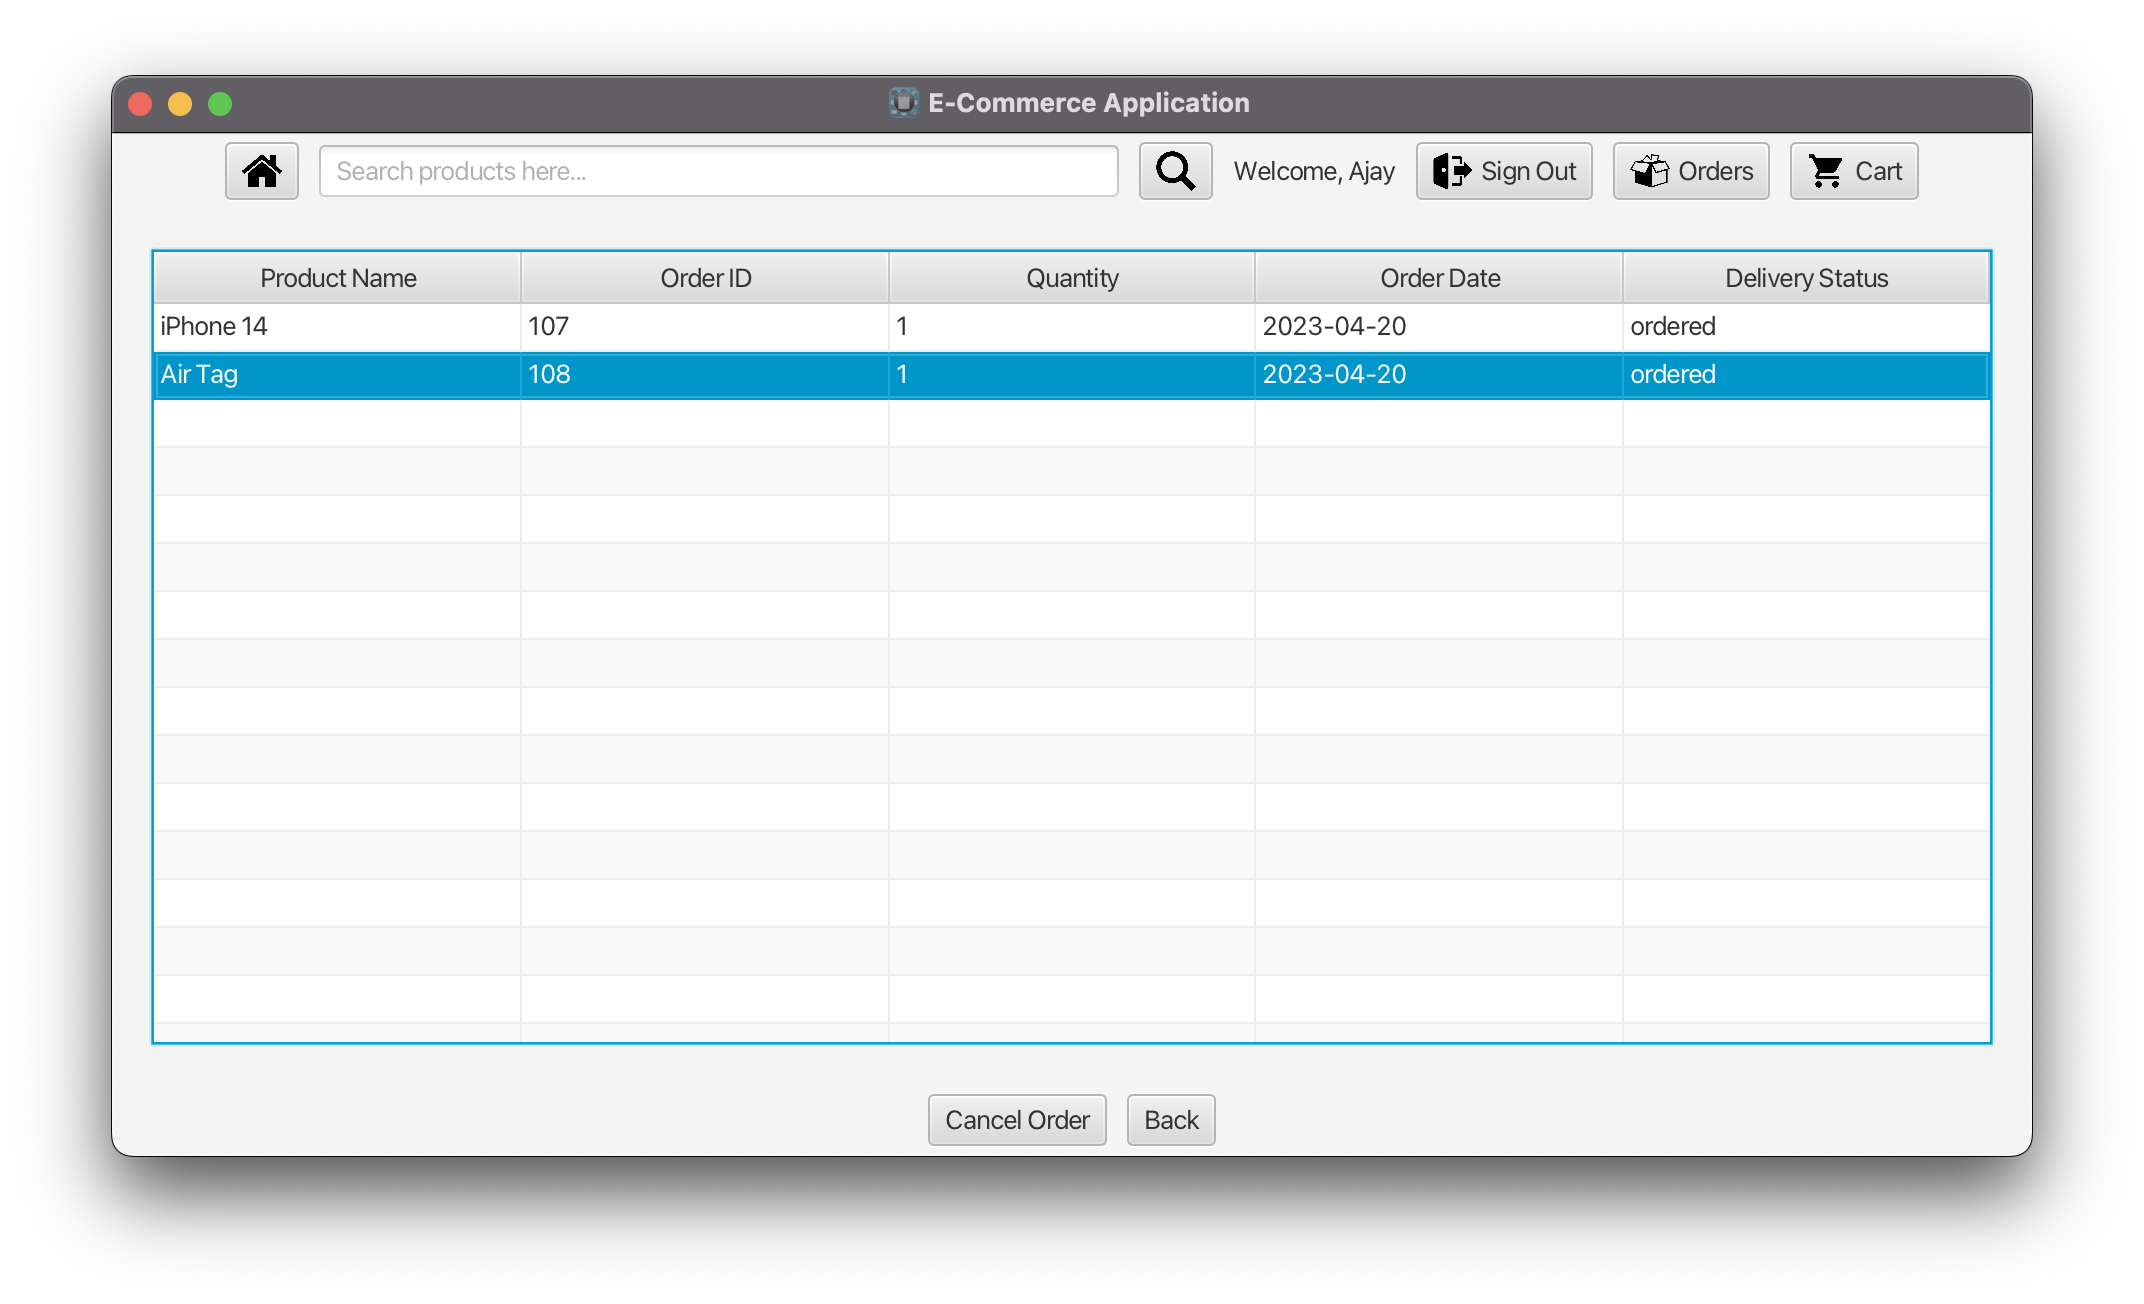 E-Commerce Application
Search products here... Welcome, Ajay Sign Out Orders Cart
Product Name Order ID Quantity Order Date Delivery Status
iPhone 14 107 1 2023-04-20 ordered
Air Tag 108 1 2023-04-20 ordered
Cancel Order Back